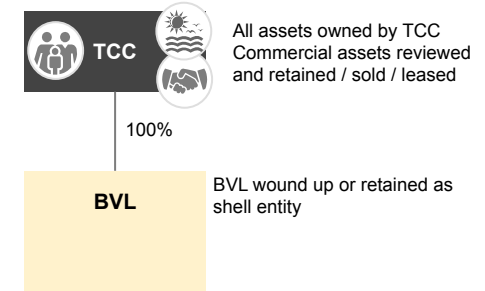 TCC
All assets owned by TCC
Commercial assets reviewed
and retained / sold / leased
100%
BVL
BVL wound up or retained as
shell entity